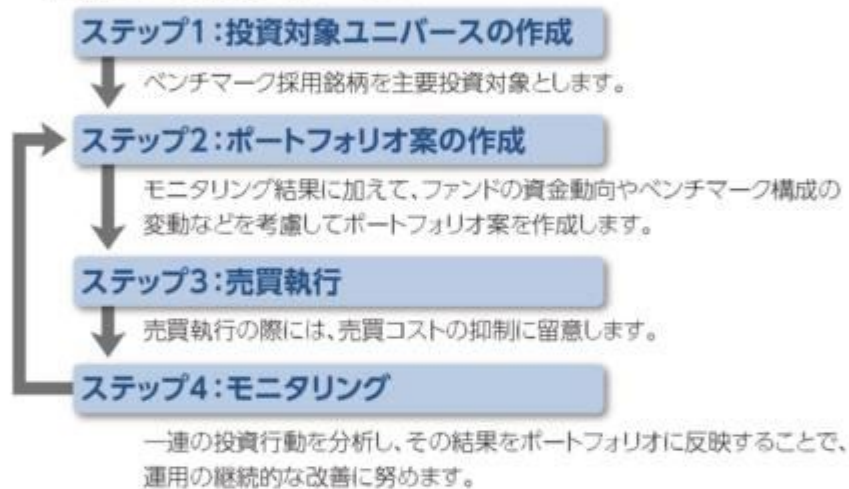 ステップ1:投資対象ユニバースの作成
ベンチマーク採用銘柄を主要投資対象とします。
ステップ2:ポートフォリオ案の作成
モニタリング結果に加えて、ファンドの資金動向やベンチマーク構成の
変動などを考慮してポートフォリオ案を作成します。
ステップ3:売買執行
売買執行の際には、売買コストの抑制に留意します。
ステップ4:モニタリング
一連の投資行動を分析し、その結果をポートフォリオに反映することで、
運用の継続的な改善に努めます。